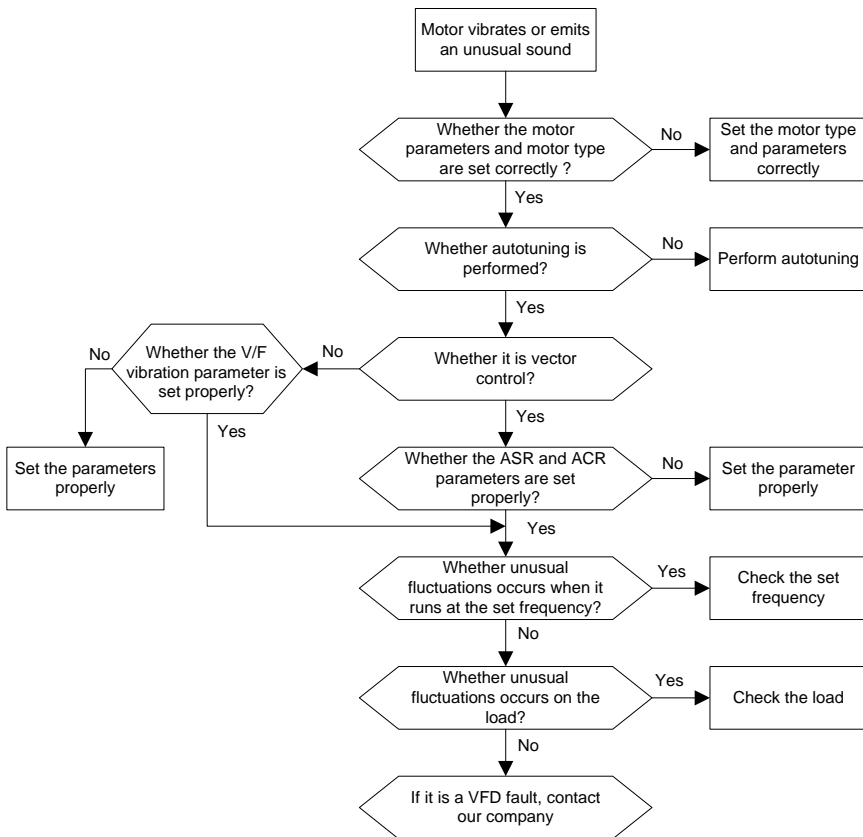 Motor vibrates or emits
an unusual sound
Whether the motor
parameters and motor type
are set correctly ?
No
Set the motor type
and parameters
correctly
Yes
Whether autotuning is
performed?
No
Perform autotuning
Yes
Whether the V/F
vibration parameter is
set properly?
No
No
Whether it is vector
control?
Yes
Yes
Set the parameters
properly
Whether the ASR and ACR
parameters are set
properly?
No
Set the parameter
properly
Yes
Whether unusual
fluctuations occurs when it
runs at the set frequency?
Yes
Check the set
frequency
No
Whether unusual
fluctuations occurs on the
load?
Yes
Check the load
No
If it is a VFD fault, contact
our company